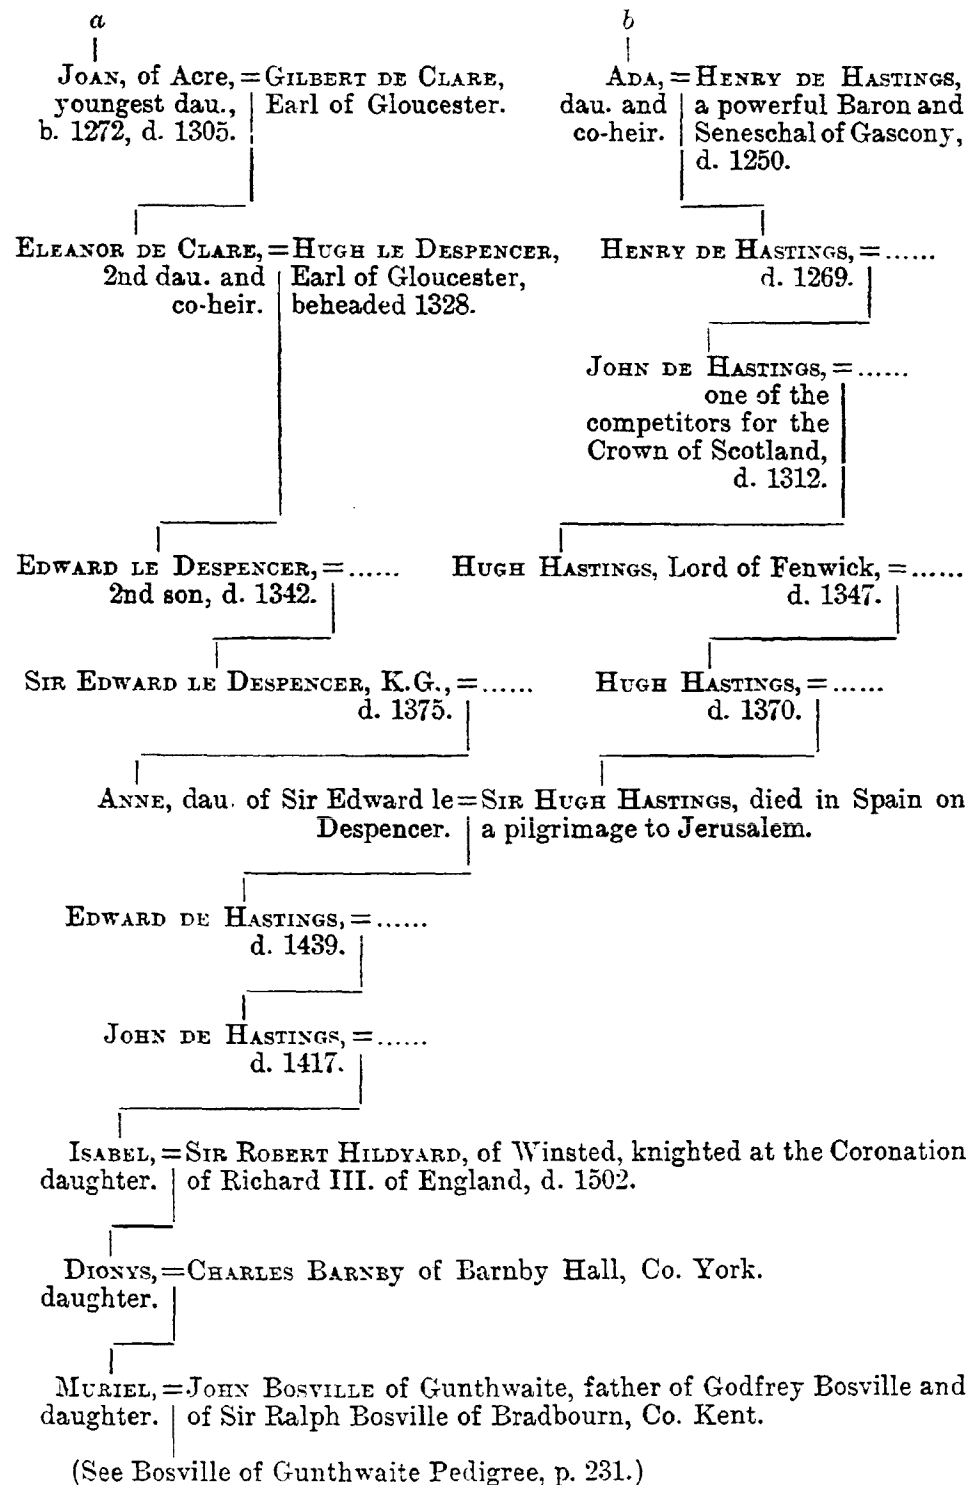 a b
JOAN, of Acre, = GILBERT DE CLARE,
youngest dau., Earl of Gloucester.
b. 1272, d. 1305.
ADA, = HENRY DE HASTINGS,
dau. and a powerful Baron and
co-heir. Seneschal of Gascony,
d. 1250.
ELEANOR DE CLARE, = HUGH LE DESPENCER,
2nd dau. and Earl of Gloucester,
co-heir. beheaded 1328.
HENRY DE HASTINGS, = ......
d. 1269.
JOHN DE HASTINGS, = ......
one of the
competitors for the
Crown of Scotland,
d. 1312.
EDWARD LE DESPENCER, = ......
2nd son, d. 1342.
HUGH HASTINGS, Lord of Fenwick, = ......
d. 1347.
SIR EDWARD LE DESPENCER, K.G., = ......
d. 1375.
HUGH HASTINGS, = ......
d. 1370.
ANNE, dau. of Sir Edward le = SIR HUGH HASTINGS, died in Spain on
Despencer. a pilgrimage to Jerusalem.
EDWARD DE HASTINGS, = ......
d. 1439.
JOHN DE HASTINGS, = ......
d. 1417.
ISABEL, = SIR ROBERT HILDYARD, of Winsted, knighted at the Coronation
daughter. of Richard III. of England, d. 1502.
DIONYS, = CHARLES BARNBY of Barnby Hall, Co. York.
daughter.
MURIEL, = JOHN BOSVILLE of Gunthwaite, father of Godfrey Bosville and
daughter. of Sir Ralph Bosville of Bradbourn, Co. Kent.
(See Bosville of Gunthwaite Pedigree, p. 231.)